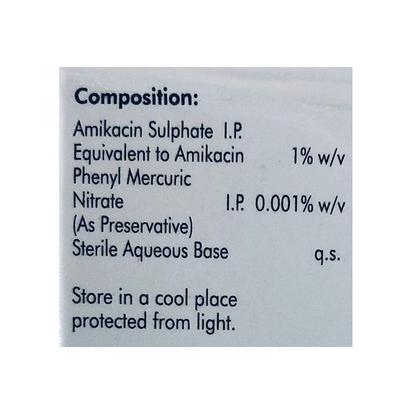 Composition:
Amikacin Sulphate I.P.
Equivalent to Amikacin 1% w/v
Phenyl Mercuric
Nitrate I.P. 0.001% w/v
(As Preservative)
Sterile Aqueous Base q.s.
Store in a cool place
protected from light.